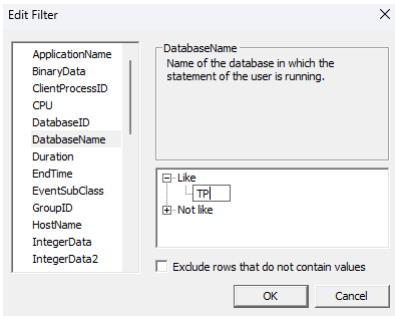 Edit Filter
ApplicationName
BinaryData
ClientProcessID
CPU
DatabaseID
DatabaseName
Duration
EndTime
EventSubClass
GroupID
HostName
IntegerData
IntegerData2
DatabaseName
Name of the database in which the
statement of the user is running.
Like
TP
Not like
Exclude rows that do not contain values
OK
Cancel